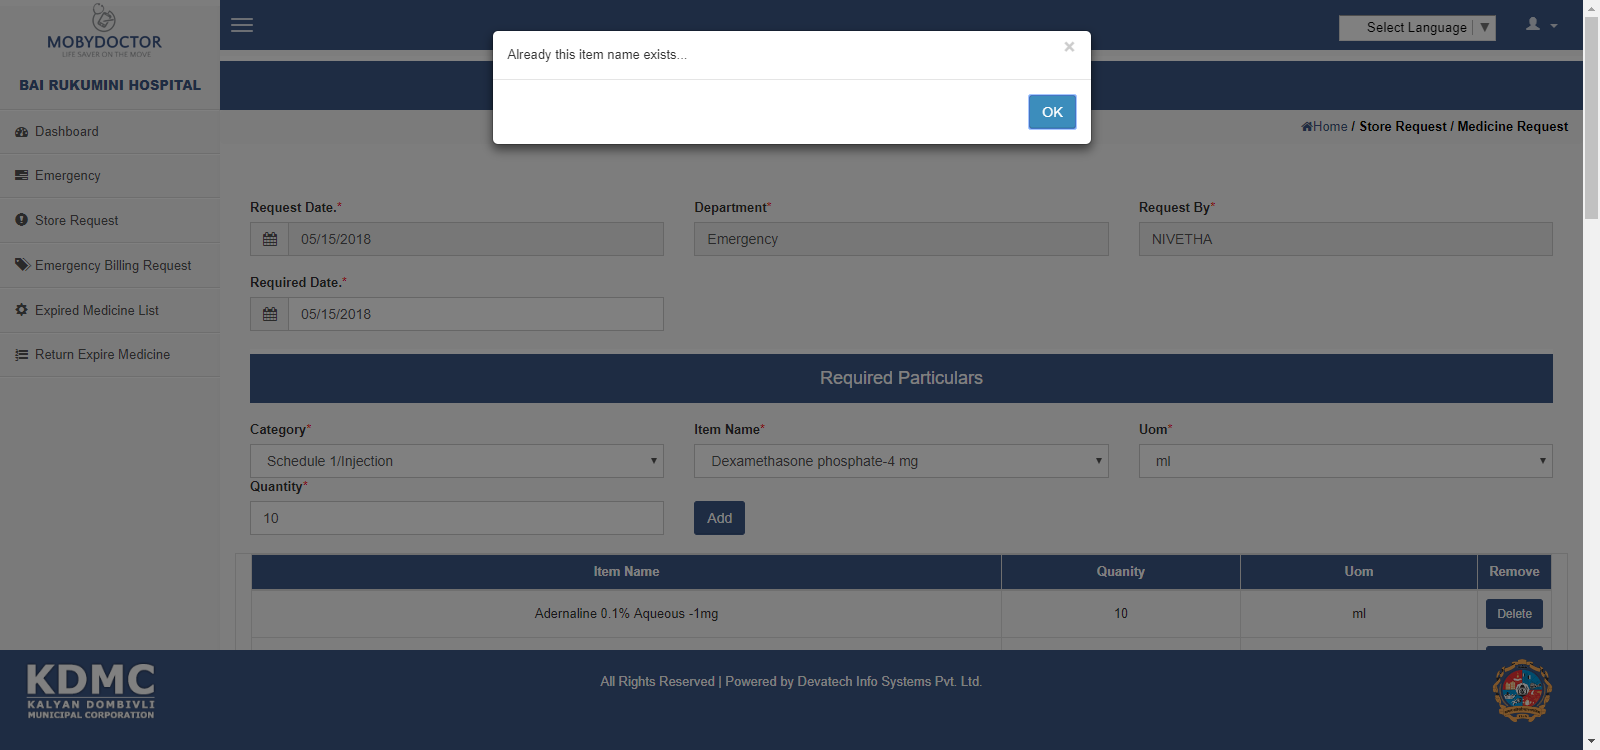 MOBYDOCTOR
LIFE SAVER ON THE MOVE
BAI RUKUMINI HOSPITAL
Dashboard
Emergency
Store Request
Emergency Billing Request
Expired Medicine List
Return Expire Medicine
Select Language ▼
Already this item name exists...
×
OK
Home / Store Request / Medicine Request
Request Date.* Department* Request By*
05/15/2018 Emergency NIVETHA
Required Date.*
05/15/2018
Required Particulars
Category* Item Name* Uom*
Schedule 1/Injection Dexamethasone phosphate-4 mg ml
Quantity*
10 Add
Item Name Quanity Uom Remove
Adernaline 0.1% Aqueous -1mg 10 ml Delete
KDMC
KALYAN DOMBIVLI
MUNICIPAL CORPORATION
All Rights Reserved | Powered by Devatech Info Systems Pvt. Ltd.